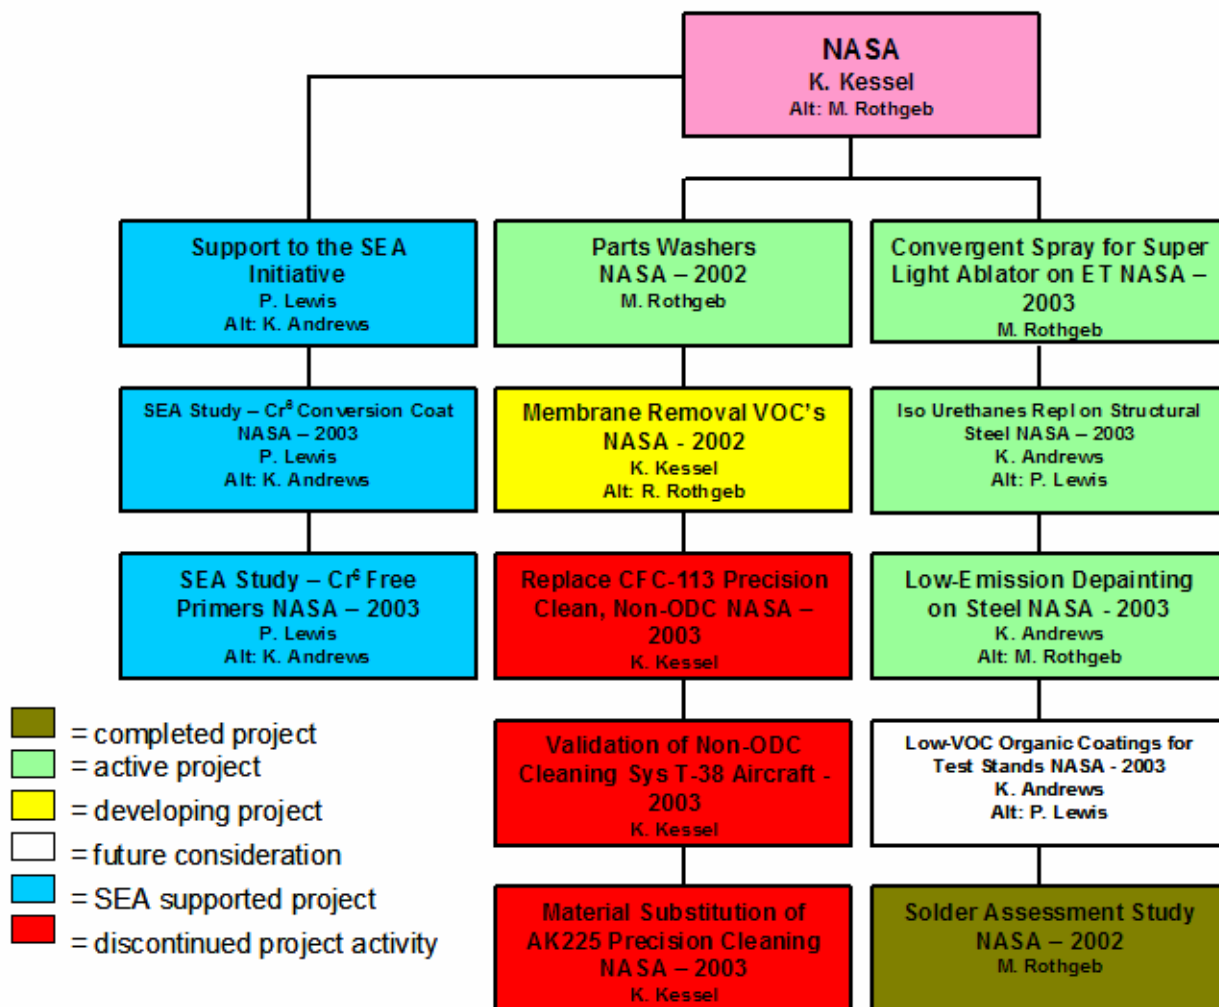 NASA
K. Kessel
Alt: M. Rothgeb
Support to the SEA
Initiative
P. Lewis
Alt: K. Andrews
Parts Washers
NASA – 2002
M. Rothgeb
Convergent Spray for Super
Light Ablator on ET NASA –
2003
M. Rothgeb
SEA Study – Cr⁶ Conversion Coat
NASA – 2003
P. Lewis
Alt: K. Andrews
Membrane Removal VOC's
NASA - 2002
K. Kessel
Alt: R. Rothgeb
Iso Urethanes Repl on Structural
Steel NASA – 2003
K. Andrews
Alt: P. Lewis
SEA Study – Cr⁶ Free
Primers NASA – 2003
P. Lewis
Alt: K. Andrews
Replace CFC-113 Precision
Clean, Non-ODC NASA –
2003
K. Kessel
Low-Emission Depainting
on Steel NASA - 2003
K. Andrews
Alt: M. Rothgeb
Validation of Non-ODC
Cleaning Sys T-38 Aircraft -
2003
K. Kessel
Low-VOC Organic Coatings for
Test Stands NASA - 2003
K. Andrews
Alt: P. Lewis
Material Substitution of
AK225 Precision Cleaning
NASA – 2003
K. Kessel
Solder Assessment Study
NASA – 2002
M. Rothgeb
= completed project
= active project
= developing project
= future consideration
= SEA supported project
= discontinued project activity